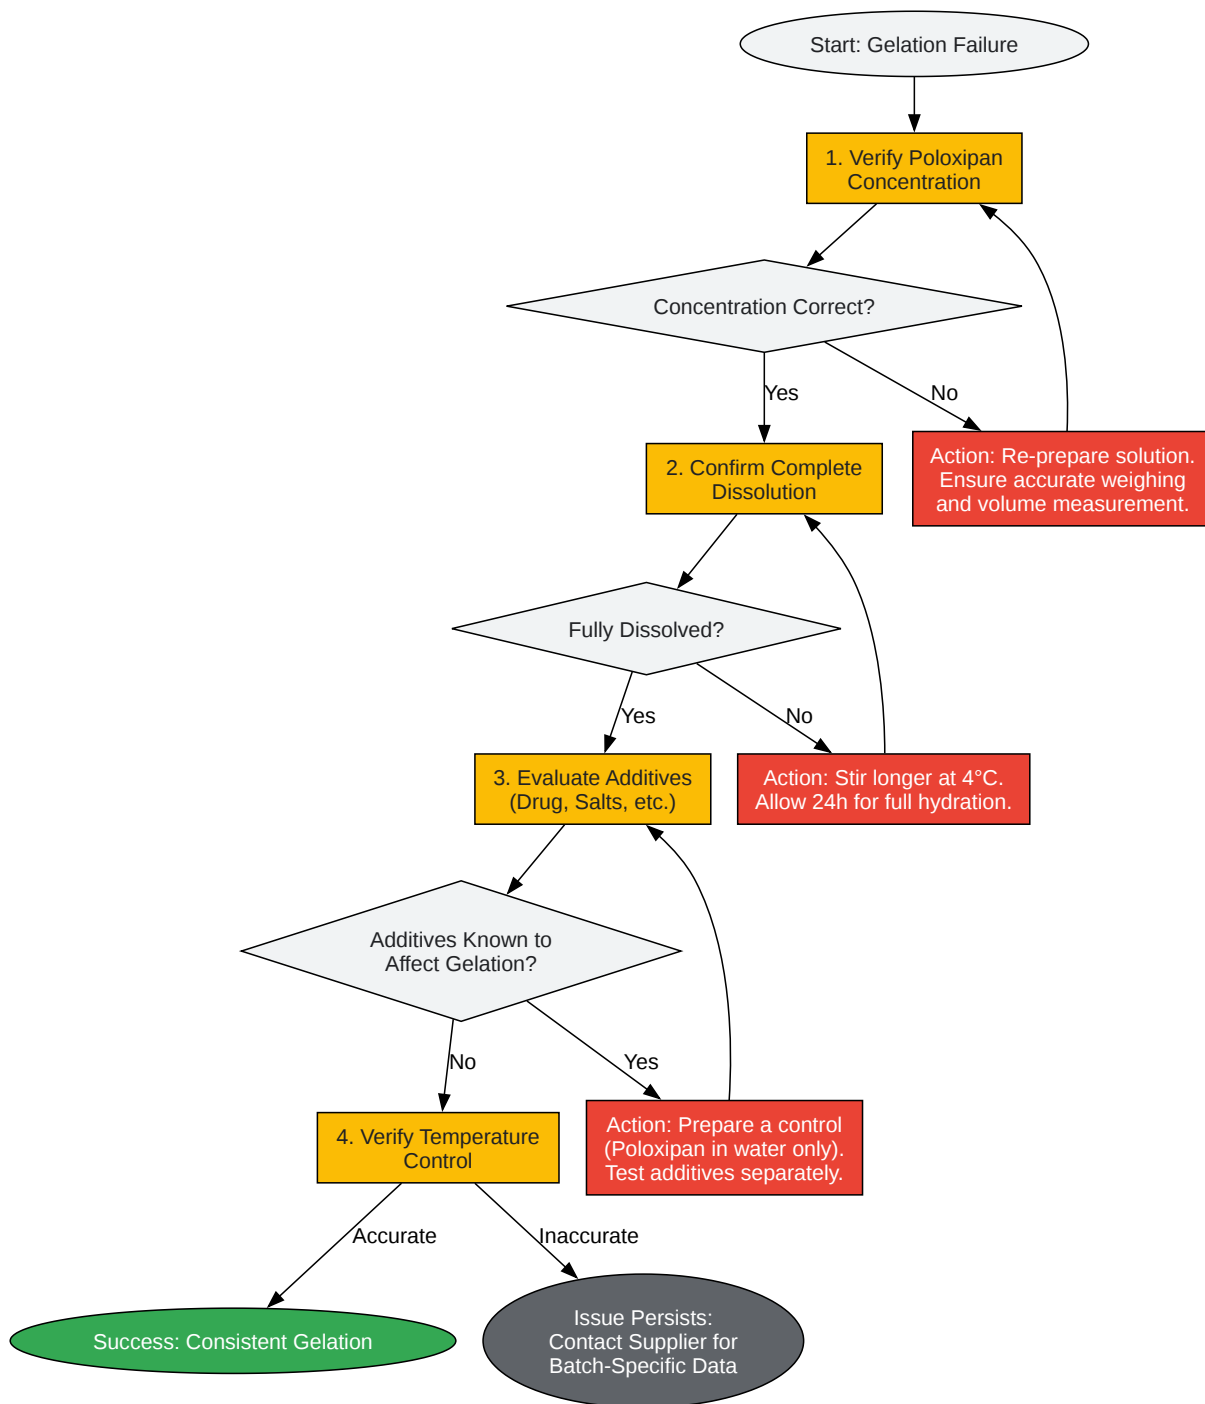 Start: Gelation Failure
1. Verify Poloxipan
Concentration
Concentration Correct?
Yes
No
Action: Re-prepare solution.
Ensure accurate weighing
and volume measurement.
2. Confirm Complete
Dissolution
Fully Dissolved?
Yes
No
Action: Stir longer at 4°C.
Allow 24h for full hydration.
3. Evaluate Additives
(Drug, Salts, etc.)
Additives Known to
Affect Gelation?
No
Yes
Action: Prepare a control
(Poloxipan in water only).
Test additives separately.
4. Verify Temperature
Control
Accurate
Inaccurate
Success: Consistent Gelation
Issue Persists:
Contact Supplier for
Batch-Specific Data